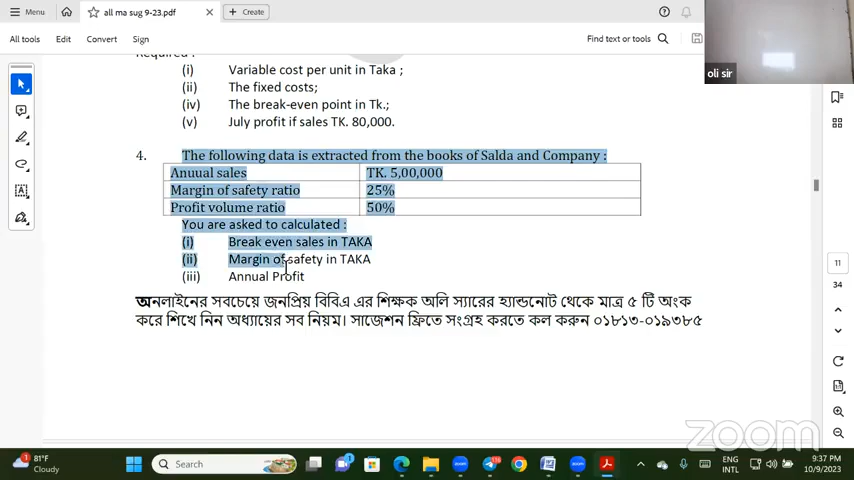 Menu
all ma sug 9-23.pdf
Create
All tools Edit Convert Sign
Find text or tools
oli sir
Required :
(i) Variable cost per unit in Taka ;
(ii) The fixed costs;
(iv) The break-even point in Tk.;
(v) July profit if sales TK. 80,000.
4. The following data is extracted from the books of Salda and Company :
Anuual sales TK. 5,00,000
Margin of safety ratio 25%
Profit volume ratio 50%
You are asked to calculated :
(i) Break even sales in TAKA
(ii) Margin of safety in TAKA
(iii) Annual Profit
অনলাইনের সবচেয়ে জনপ্রিয় বিবিএ এর শিক্ষক অলি স্যারের হ্যান্ডনোট থেকে মাত্র ৫ টি অংক
করে শিখে নিন অধ্যায়ের সব নিয়ম। সাজেশন ফ্রিতে সংগ্রহ করতে কল করুন ০১৮১৩-০১৯৩৮৫
11
34
zoom
81°F
Cloudy
Search
ENG
INTL
9:37 PM
10/9/2023